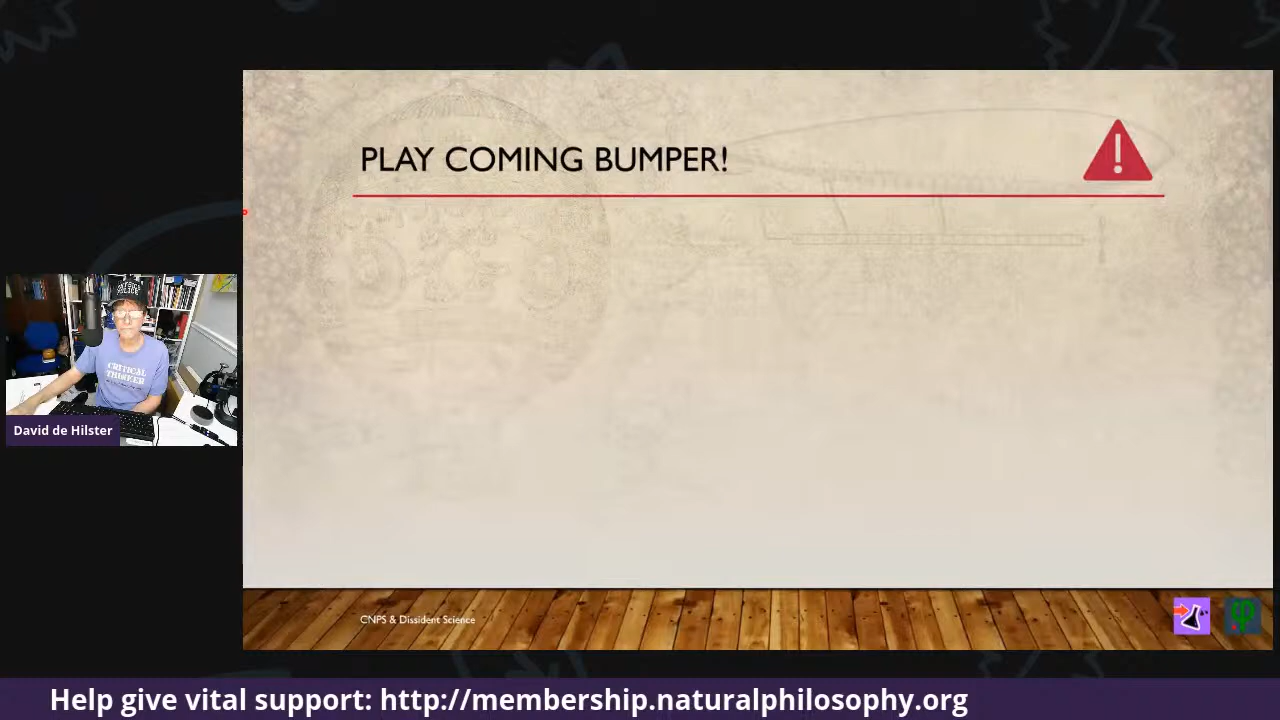 PLAY COMING BUMPER!
CRITICAL
THINKER
David de Hilster
CNPS & Dissident Science
Help give vital support: http://membership.naturalphilosophy.org